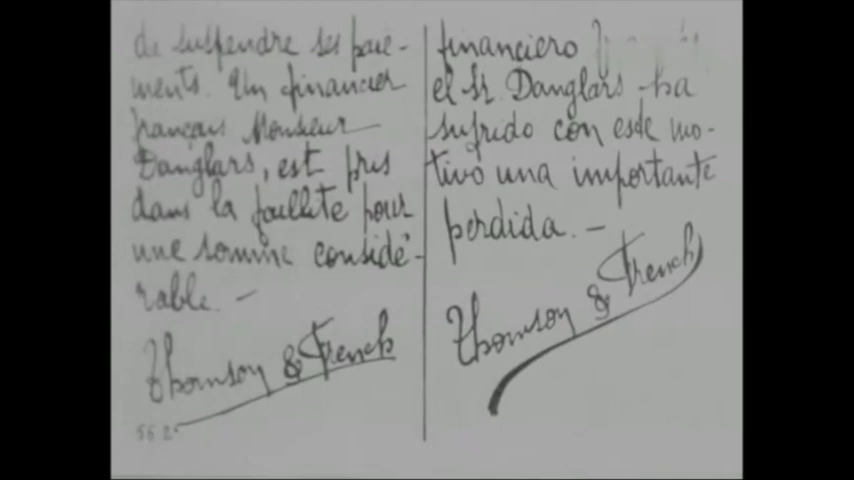 de suspendre ses paie-
ments. Un financier
français Monsieur
Danglars, est pris
dans la faillite pour
une somme considé-
rable. —
Thomson & French
financiero
el Sr. Danglars ha
sufrido con este mo-
tivo una importante
perdida. —
Thomson & French